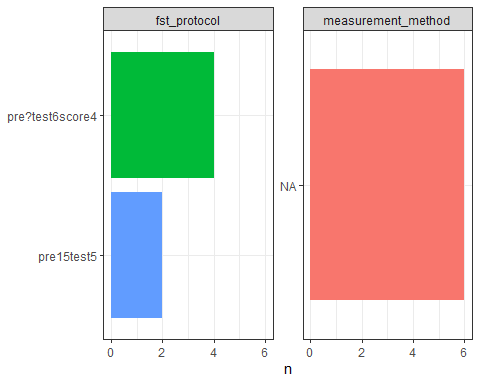 fst_protocol
measurement_method
pre?test6score4
pre15test5
NA
0 2 4 6
0 2 4 6
n